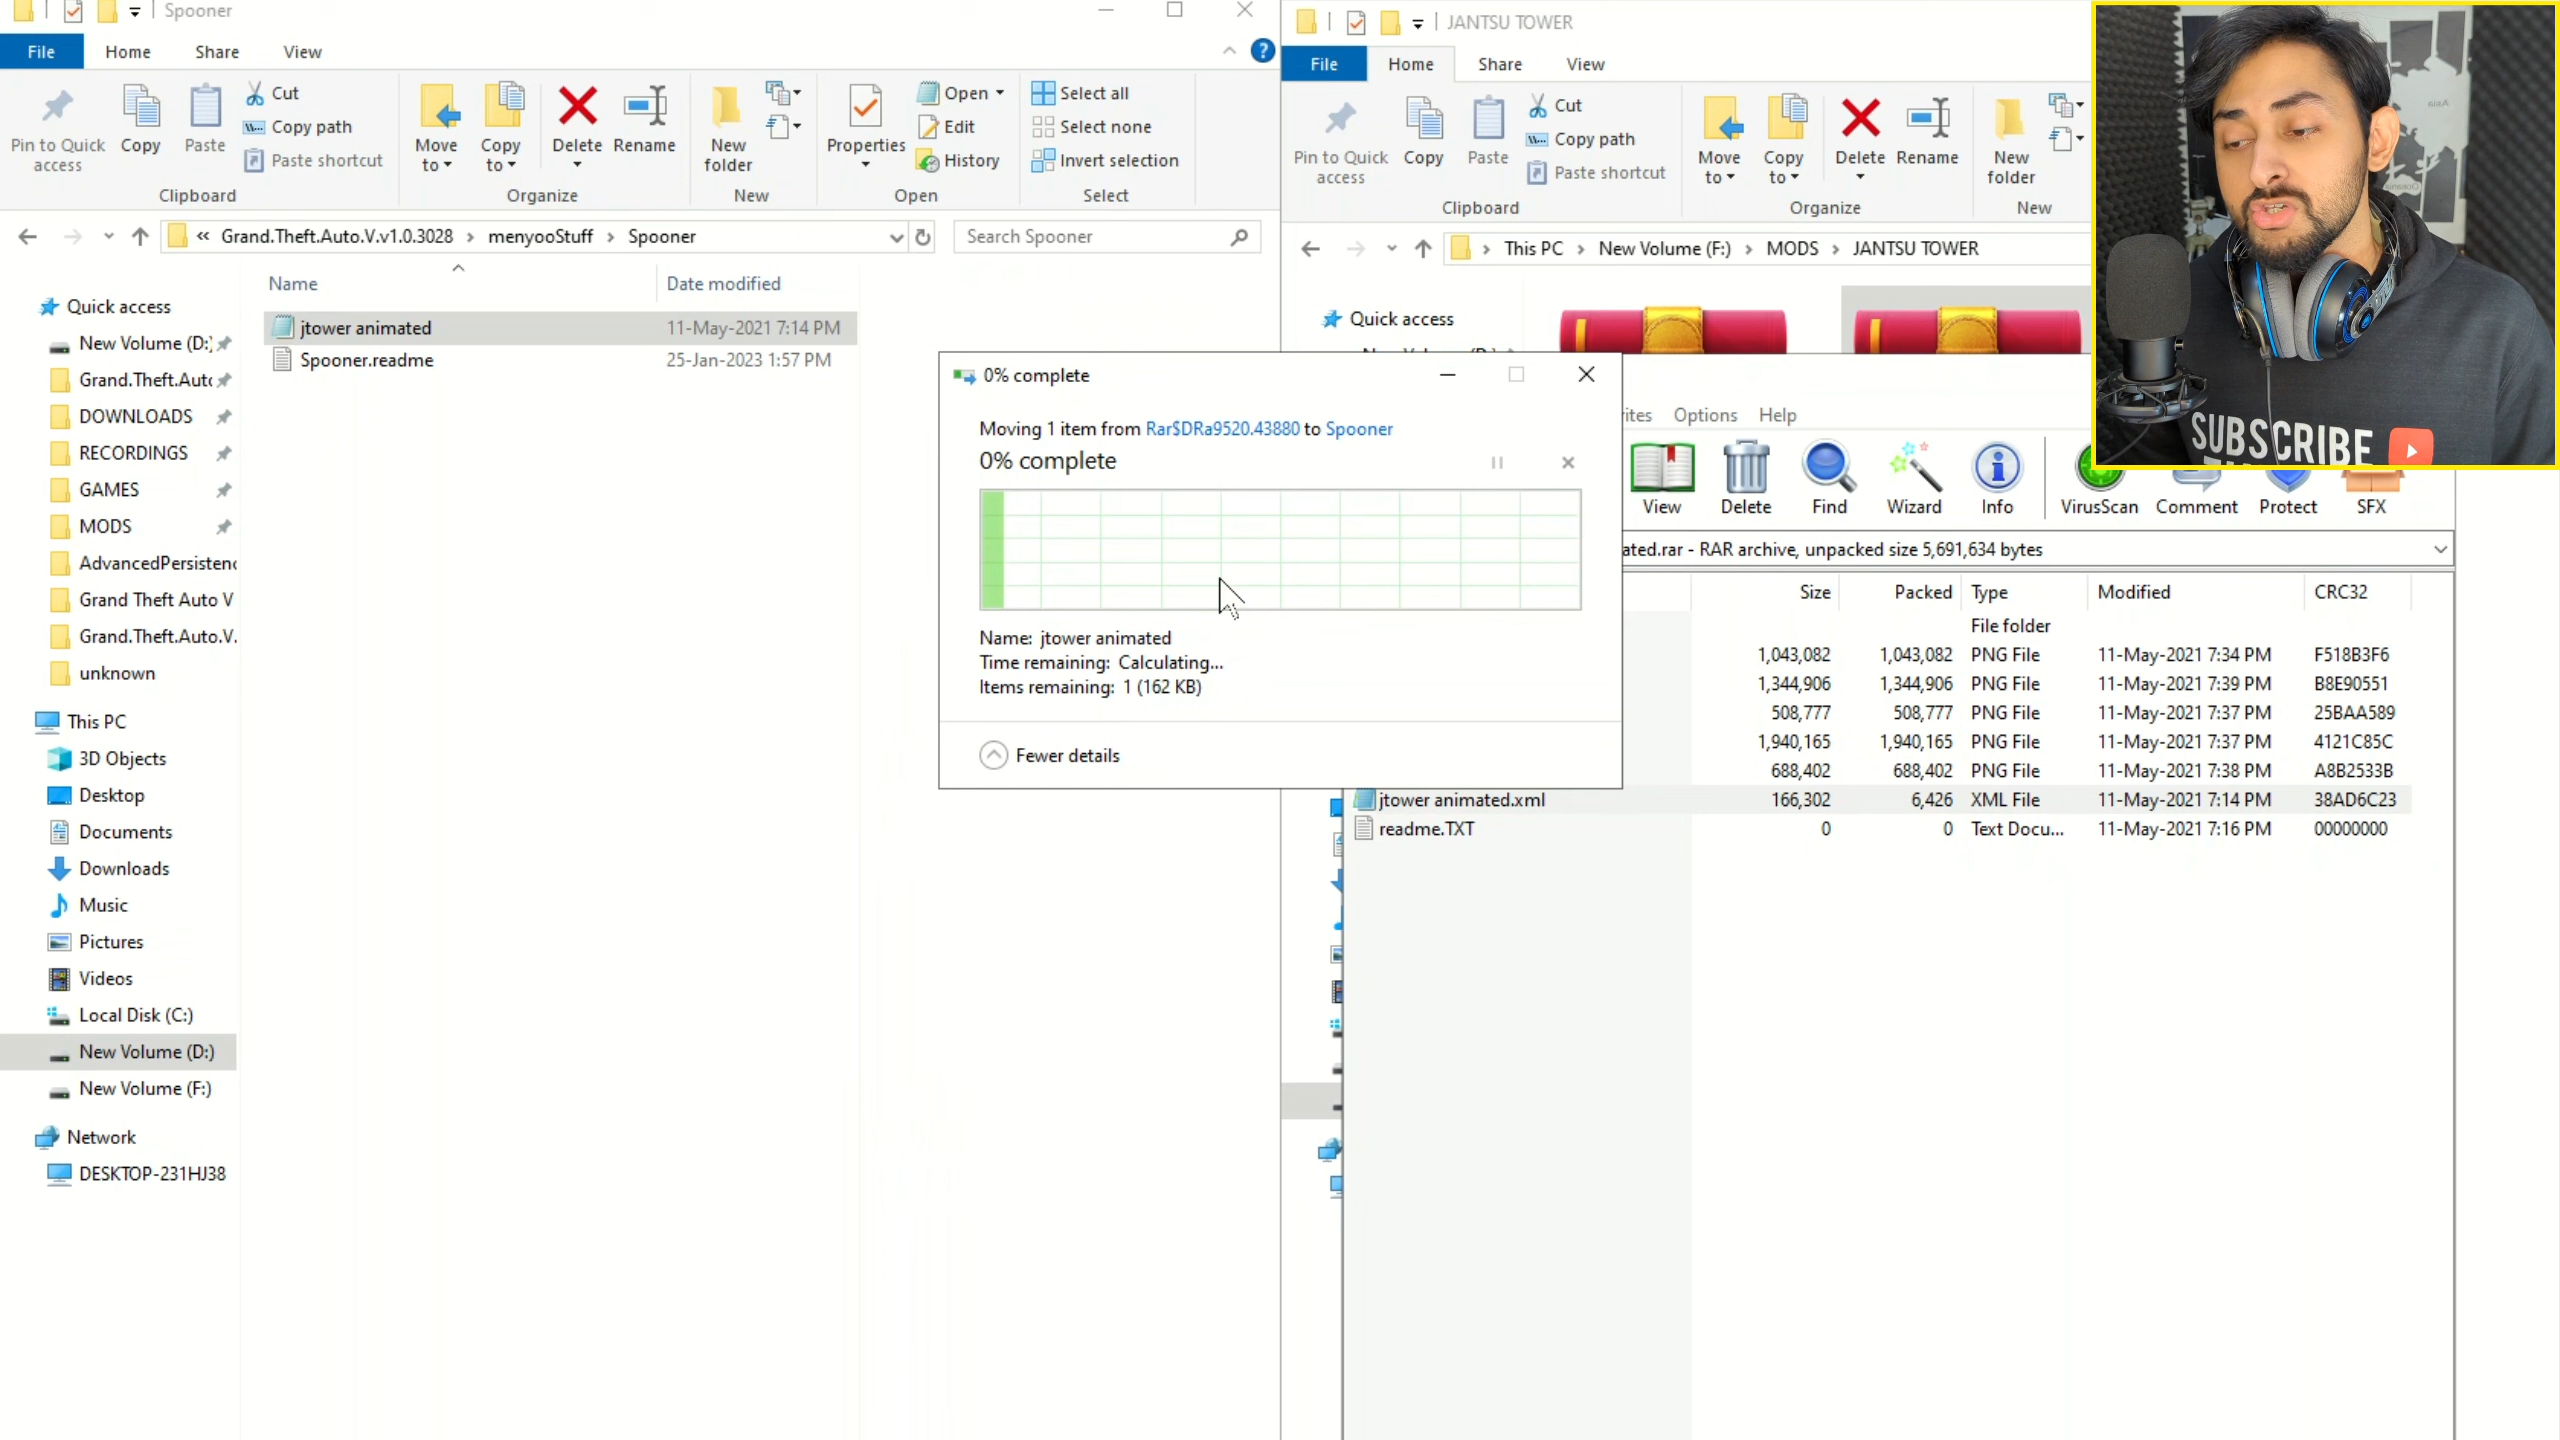 Spooner
File Home Share View
Pin to Quick access
Copy
Paste
Cut
Copy path
Paste shortcut
Clipboard
Move to
Copy to
Delete
Rename
Organize
New folder
New
Properties
Open
Edit
History
Open
Select all
Select none
Invert selection
Select
« Grand.Theft.Auto.V.v1.0.3028 › menyooStuff › Spooner
Search Spooner
Name Date modified
jtower animated 11-May-2021 7:14 PM
Spooner.readme 25-Jan-2023 1:57 PM
Quick access
New Volume (D:)
Grand.Theft.Auto
DOWNLOADS
RECORDINGS
GAMES
MODS
AdvancedPersistenc
Grand Theft Auto V
Grand.Theft.Auto.V.
unknown
This PC
3D Objects
Desktop
Documents
Downloads
Music
Pictures
Videos
Local Disk (C:)
New Volume (D:)
New Volume (F:)
Network
DESKTOP-231HJ38
JANTSU TOWER
File Home Share View
Pin to Quick access
Copy
Paste
Cut
Copy path
Paste shortcut
Clipboard
Move to
Copy to
Delete
Rename
Organize
New folder
New
This PC › New Volume (F:) › MODS › JANTSU TOWER
Quick access
0% complete
Moving 1 item from Rar$DRa9520.43880 to Spooner
0% complete
Name: jtower animated
Time remaining: Calculating...
Items remaining: 1 (162 KB)
Fewer details
rites Options Help
View Delete Find Wizard Info VirusScan Comment Protect SFX
ated.rar - RAR archive, unpacked size 5,691,634 bytes
Size Packed Type Modified CRC32
File folder
1,043,082 1,043,082 PNG File 11-May-2021 7:34 PM F518B3F6
1,344,906 1,344,906 PNG File 11-May-2021 7:39 PM B8E90551
508,777 508,777 PNG File 11-May-2021 7:37 PM 25BAA589
1,940,165 1,940,165 PNG File 11-May-2021 7:37 PM 4121C85C
688,402 688,402 PNG File 11-May-2021 7:38 PM A8B2533B
jtower animated.xml 166,302 6,426 XML File 11-May-2021 7:14 PM 38AD6C23
readme.TXT 0 0 Text Docu... 11-May-2021 7:16 PM 00000000
SUBSCRIBE